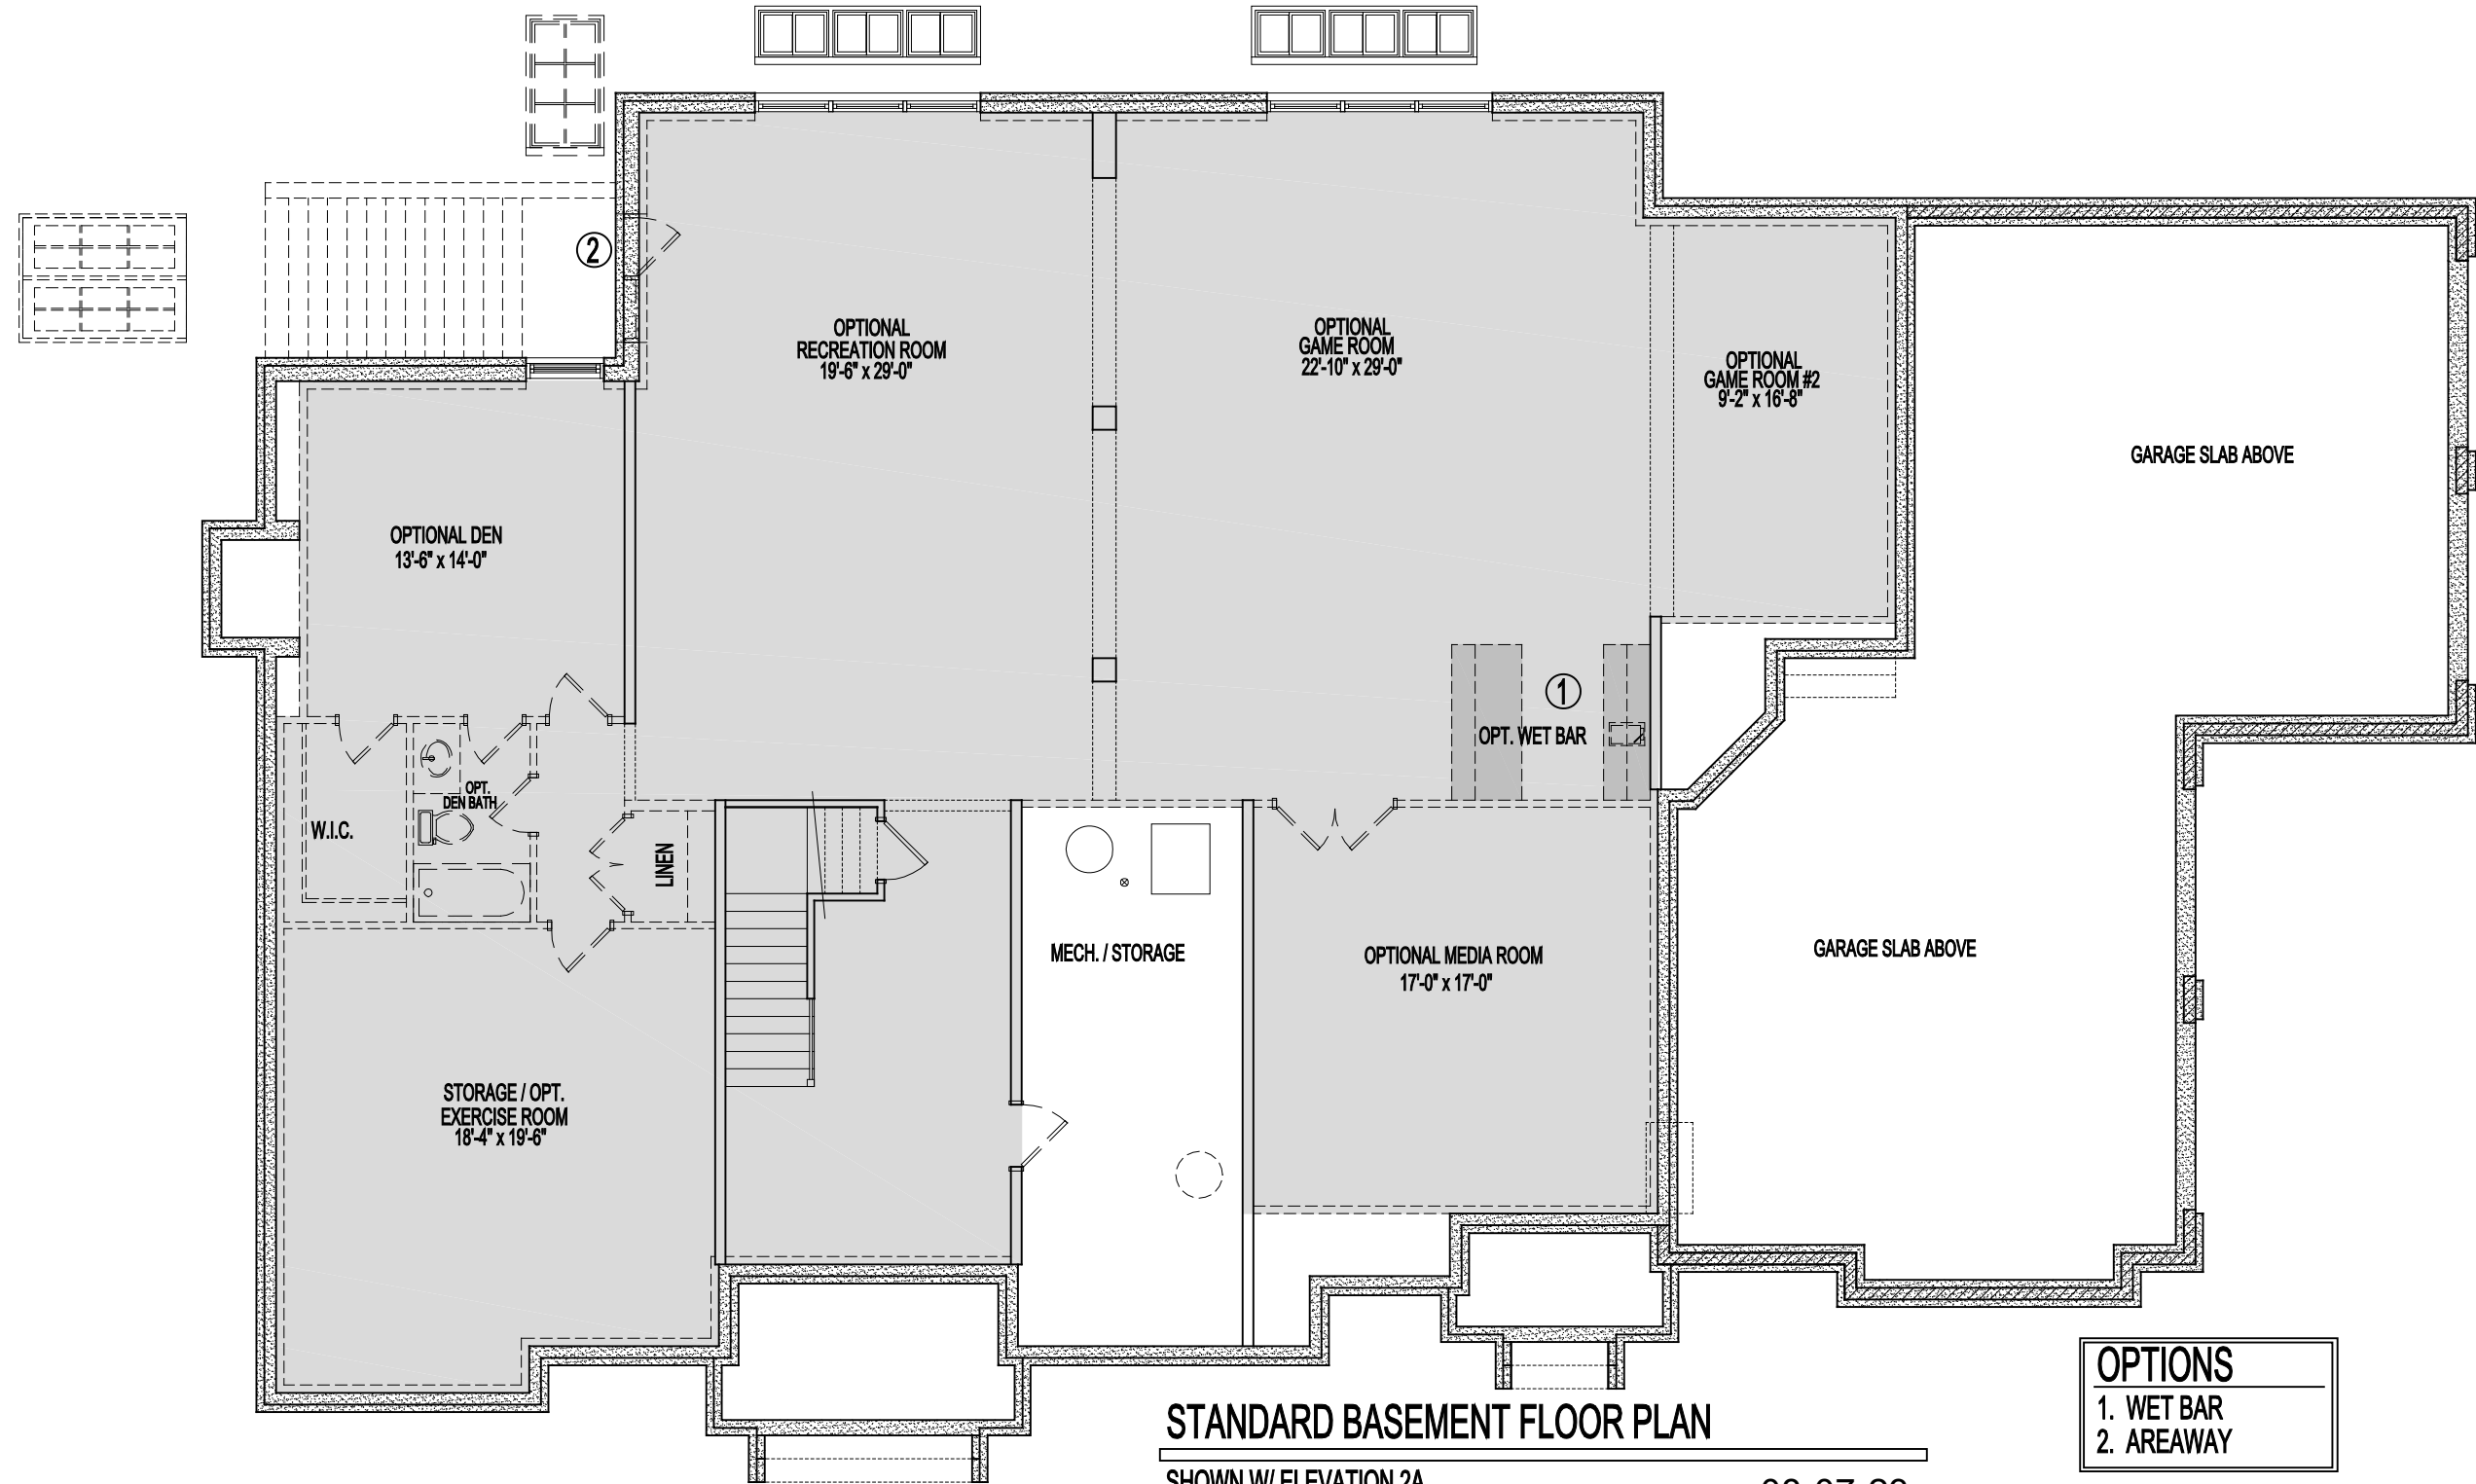 2
OPTIONAL
RECREATION ROOM
19'-6" x 29'-0"
OPTIONAL
GAME ROOM
22'-10" x 29'-0"
OPTIONAL
GAME ROOM #2
9'-2" x 16'-8"
GARAGE SLAB ABOVE
OPTIONAL DEN
13'-6" x 14'-0"
1
OPT. WET BAR
OPT.
DEN BATH
W.I.C.
LINEN
MECH. / STORAGE
OPTIONAL MEDIA ROOM
17'-0" x 17'-0"
GARAGE SLAB ABOVE
STORAGE / OPT.
EXERCISE ROOM
18'-4" x 19'-6"
OPTIONS
1. WET BAR
2. AREAWAY
STANDARD BASEMENT FLOOR PLAN
SHOWN W/ ELEVATION 2A